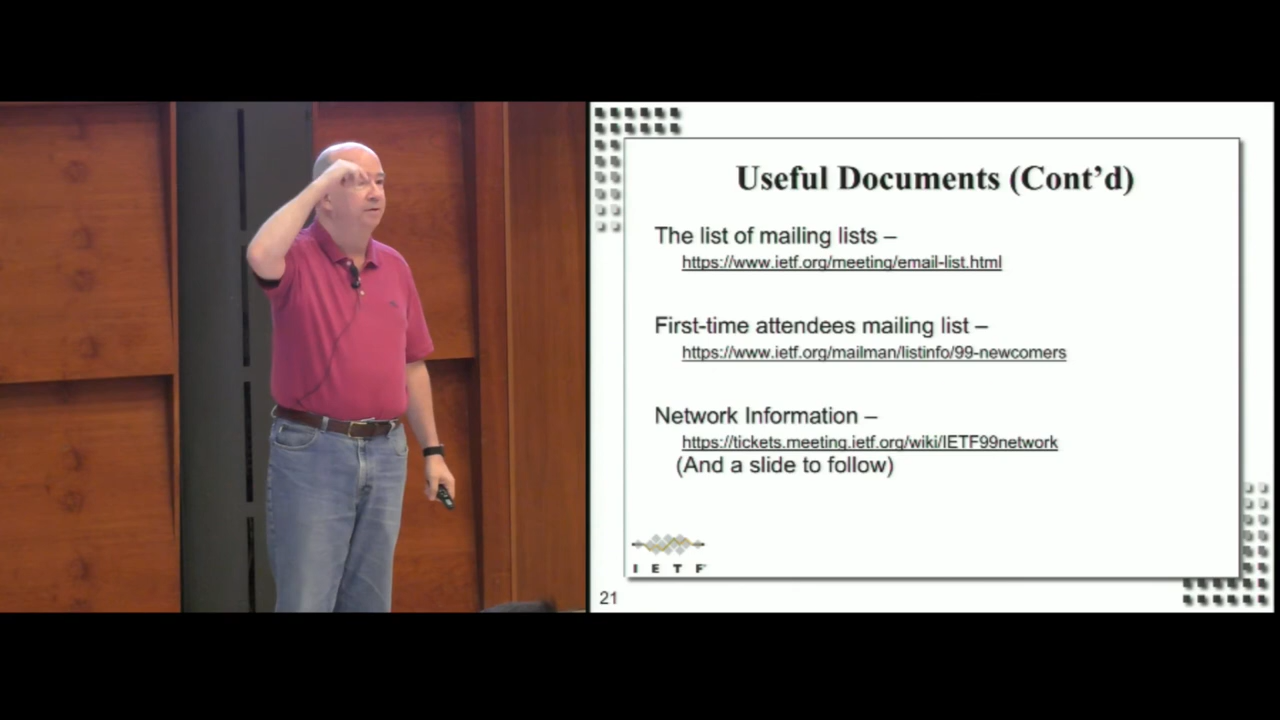 Useful Documents (Cont’d)
The list of mailing lists –
https://www.ietf.org/meeting/email-list.html
First-time attendees mailing list –
https://www.ietf.org/mailman/listinfo/99-newcomers
Network Information –
https://tickets.meeting.ietf.org/wiki/IETF99network
(And a slide to follow)
I E T F
21